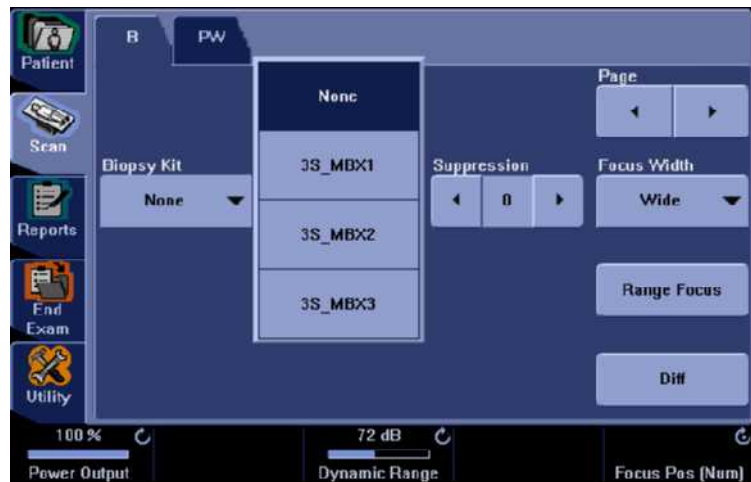 Patient
Scan
Reports
End
Exam
Utility
B
PW
None
3S_MBX1
3S_MBX2
3S_MBX3
Biopsy Kit
None
Suppression
0
Page
Focus Width
Wide
Range Focus
Diff
100 %
Power Output
72 dB
Dynamic Range
Focus Pos (Num)